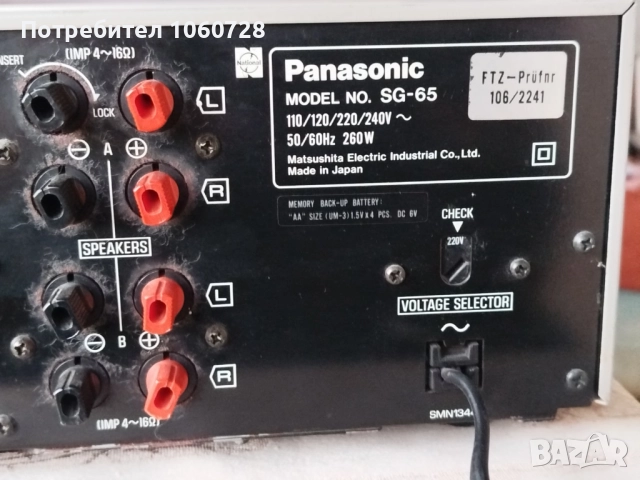 Потребител 1060728
INSERT
(IMP 4～16Ω)
National
LOCK
L
⊖ A ⊕
R
SPEAKERS
L
⊖ B ⊕
R
(IMP 4～16Ω)
Panasonic
MODEL NO. SG-65
110/120/220/240V ～
50/60Hz 260W
Matsushita Electric Industrial Co., Ltd.
Made in Japan
FTZ-Prüfnr
106/2241
MEMORY BACK-UP BATTERY:
"AA" SIZE (UM-3) 1.5V x 4 PCS. DC 6V
CHECK
220V
VOLTAGE SELECTOR
～
BAZAR